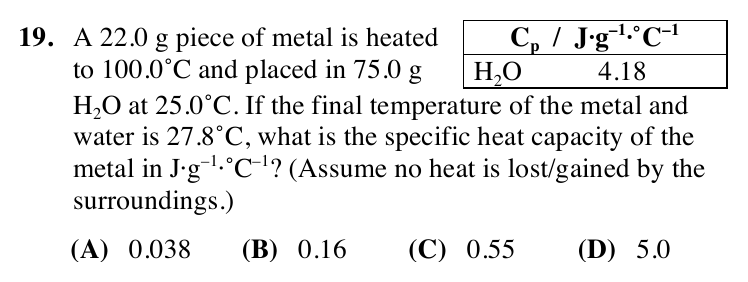 19. A 22.0 g piece of metal is heated
to 100.0˚C and placed in 75.0 g
C_p / J·g⁻¹·˚C⁻¹
H₂O 4.18
H₂O at 25.0˚C. If the final temperature of the metal and
water is 27.8˚C, what is the specific heat capacity of the
metal in J·g⁻¹·˚C⁻¹? (Assume no heat is lost/gained by the
surroundings.)
(A) 0.038 (B) 0.16 (C) 0.55 (D) 5.0